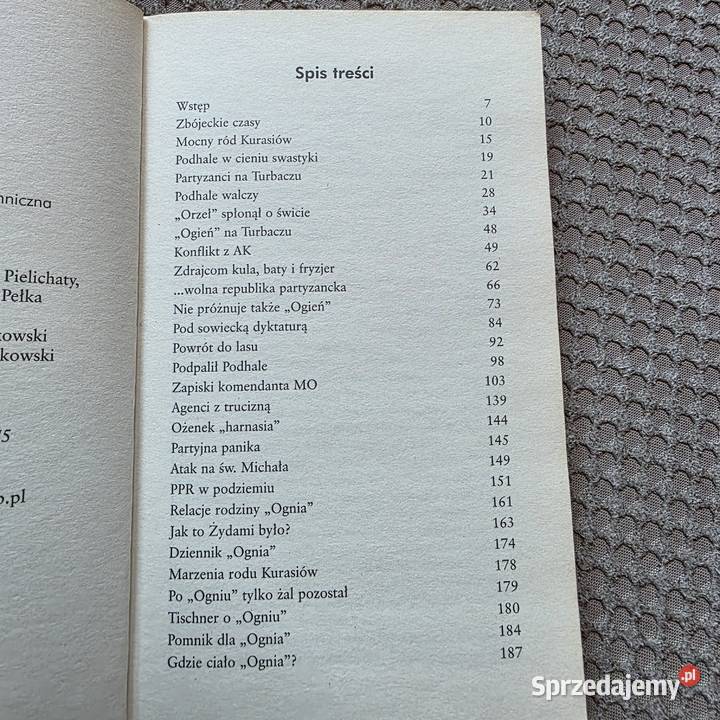 Spis treści
Wstęp 7
Zbójeckie czasy 10
Mocny ród Kurasiów 15
Podhale w cieniu swastyki 19
Partyzanci na Turbaczu 21
Podhale walczy 28
„Orzeł” spłonął o świcie 34
„Ogień” na Turbaczu 48
Konflikt z AK 49
Zdrajcom kula, baty i fryzjer 62
...wolna republika partyzancka 66
Nie próżnuje także „Ogień” 73
Pod sowiecką dyktaturą 84
Powrót do lasu 92
Podpalił Podhale 98
Zapiski komendanta MO 103
Agenci z trucizną 139
Ożenek „harnasia” 144
Partyjna panika 145
Atak na św. Michała 149
PPR w podziemiu 151
Relacje rodziny „Ognia” 161
Jak to Żydami było? 163
Dziennik „Ognia” 174
Marzenia rodu Kurasiów 178
Po „Ogniu” tylko żal pozostał 179
Tischner o „Ogniu” 180
Pomnik dla „Ognia” 184
Gdzie ciało „Ognia”? 187
Pielichaty,
Pełka
Sprzedajemy.pl